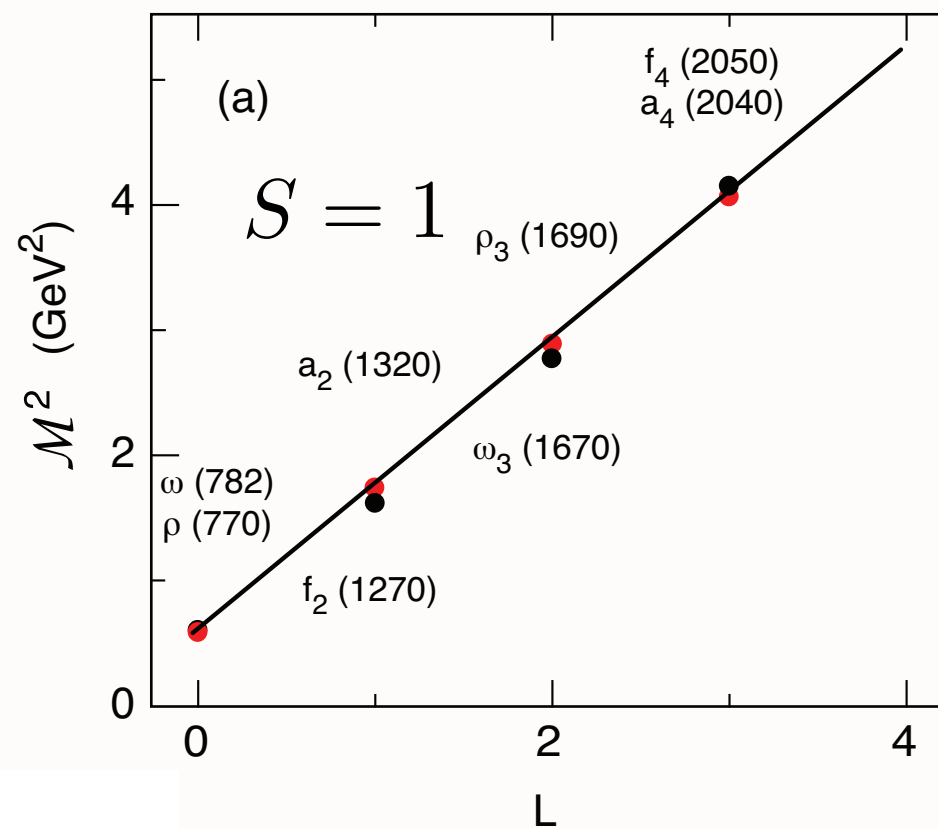 f₄ (2050)
a₄ (2040)
(a)
S = 1
ρ₃ (1690)
4
a₂ (1320)
ω₃ (1670)
2
ω (782)
ρ (770)
f₂ (1270)
0
0 2 4
L
ℳ² (GeV²)